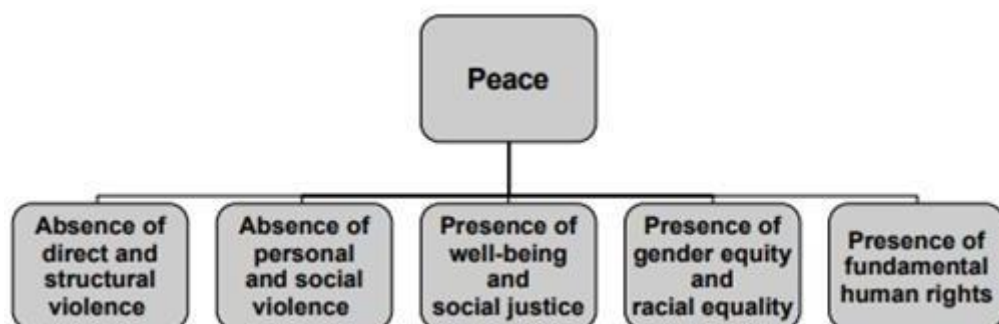 Peace
Absence of
direct and
structural
violence
Absence of
personal
and social
violence
Presence of
well-being
and
social justice
Presence of
gender equity
and
racial equality
Presence of
fundamental
human rights